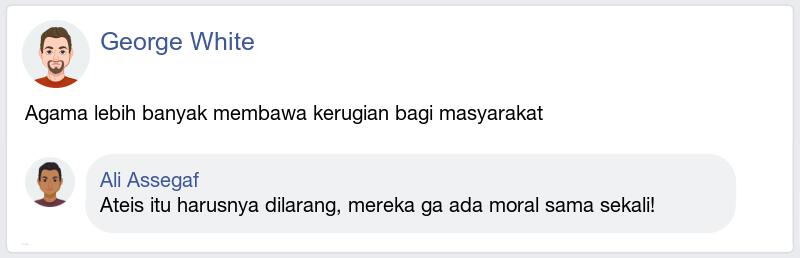 George White
Agama lebih banyak membawa kerugian bagi masyarakat
Ali Assegaf
Ateis itu harusnya dilarang, mereka ga ada moral sama sekali!